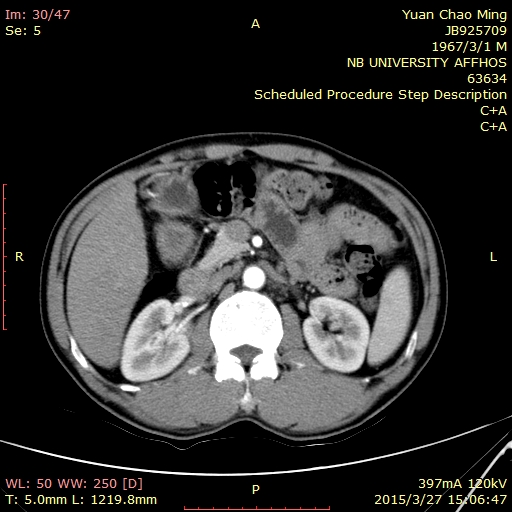 Im: 30/47
Se: 5
A
Yuan Chao Ming
JB925709
1967/3/1 M
NB UNIVERSITY AFFHOS
63634
Scheduled Procedure Step Description
C+A
C+A
R
L
WL: 50 WW: 250 [D]
T: 5.0mm L: 1219.8mm
P
397mA 120kV
2015/3/27 15:06:47